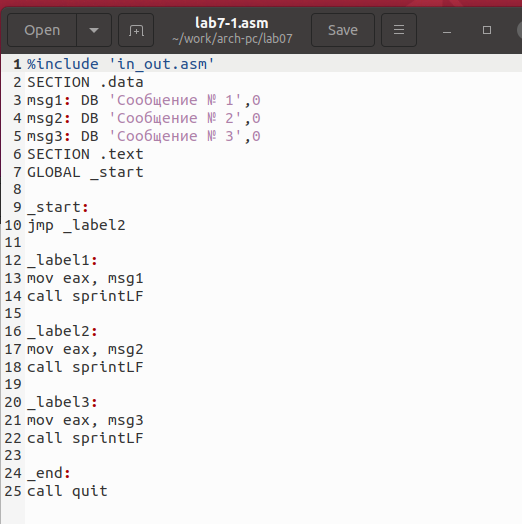 Open
lab7-1.asm
~/work/arch-pc/lab07
Save
1 %include 'in_out.asm'
2 SECTION .data
3 msg1: DB 'Сообщение № 1',0
4 msg2: DB 'Сообщение № 2',0
5 msg3: DB 'Сообщение № 3',0
6 SECTION .text
7 GLOBAL _start
8
9 _start:
10 jmp _label2
11
12 _label1:
13 mov eax, msg1
14 call sprintLF
15
16 _label2:
17 mov eax, msg2
18 call sprintLF
19
20 _label3:
21 mov eax, msg3
22 call sprintLF
23
24 _end:
25 call quit